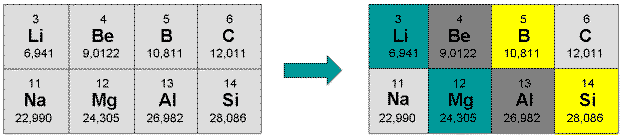 3 4 5 6
Li Be B C
6,941 9,0122 10,811 12,011
11 12 13 14
Na Mg Al Si
22,990 24,305 26,982 28,086
3 4 5 6
Li Be B C
6,941 9,0122 10,811 12,011
11 12 13 14
Na Mg Al Si
22,990 24,305 26,982 28,086